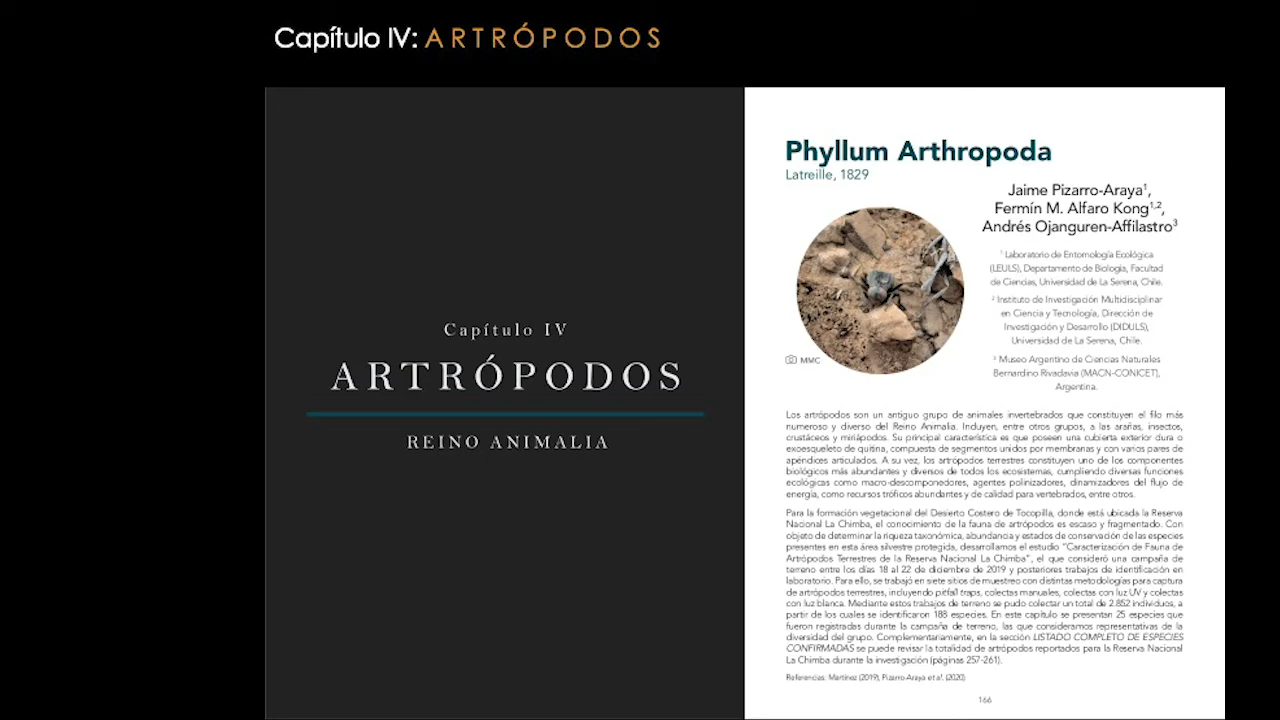 Capítulo IV: ARTRÓPODOS
Capítulo IV
ARTRÓPODOS
REINO ANIMALIA
Phyllum Arthropoda
Latreille, 1829
Jaime Pizarro-Araya¹,
Fermín M. Alfaro Kong¹,²,
Andrés Ojanguren-Affilastro³
¹ Laboratorio de Entomología Ecológica
(LEULS), Departamento de Biología, Facultad
de Ciencias, Universidad de La Serena, Chile.
² Instituto de Investigación Multidisciplinar
en Ciencia y Tecnología, Dirección de
Investigación y Desarrollo (DIDULS),
Universidad de La Serena, Chile.
³ Museo Argentino de Ciencias Naturales
Bernardino Rivadavia (MACN-CONICET),
Argentina.
MMC
Los artrópodos son un antiguo grupo de animales invertebrados que constituyen el filo más
numeroso y diverso del Reino Animalia. Incluyen, entre otros grupos, a las arañas, insectos,
crustáceos y miriápodos. Su principal característica es que poseen una cubierta exterior dura o
exoesqueleto de quitina, compuesta de segmentos unidos por membranas y con varios pares de
apéndices articulados. A su vez, los artrópodos terrestres constituyen uno de los componentes
biológicos más abundantes y diversos de todos los ecosistemas, cumpliendo diversas funciones
ecológicas como macro-descomponedores, agentes polinizadores, dinamizadores del flujo de
energía, como recursos tróficos abundantes y de calidad para vertebrados, entre otros.
Para la formación vegetacional del Desierto Costero de Tocopilla, donde está ubicada la Reserva
Nacional La Chimba, el conocimiento de la fauna de artrópodos es escaso y fragmentado. Con
objeto de determinar la riqueza taxonómica, abundancia y estados de conservación de las especies
presentes en esta área silvestre protegida, desarrollamos el estudio "Caracterización de Fauna de
Artrópodos Terrestres de la Reserva Nacional La Chimba", el que consideró una campaña de
terreno entre los días 18 al 22 de diciembre de 2019 y posteriores trabajos de identificación en
laboratorio. Para ello, se trabajó en siete sitios de muestreo con distintas metodologías para captura
de artrópodos terrestres, incluyendo pitfall traps, colectas manuales, colectas con luz UV y colectas
con luz blanca. Mediante estos trabajos de terreno se pudo colectar un total de 2.852 individuos, a
partir de los cuales se identificaron 188 especies. En este capítulo se presentan 25 especies que
fueron registradas durante la campaña de terreno, las que consideramos representativas de la
diversidad del grupo. Complementariamente, en la sección LISTADO COMPLETO DE ESPECIES
CONFIRMADAS se puede revisar la totalidad de artrópodos reportados para la Reserva Nacional
La Chimba durante la investigación (páginas 257-261).
Referencias: Martínez (2019), Pizarro-Araya et al. (2020)
166